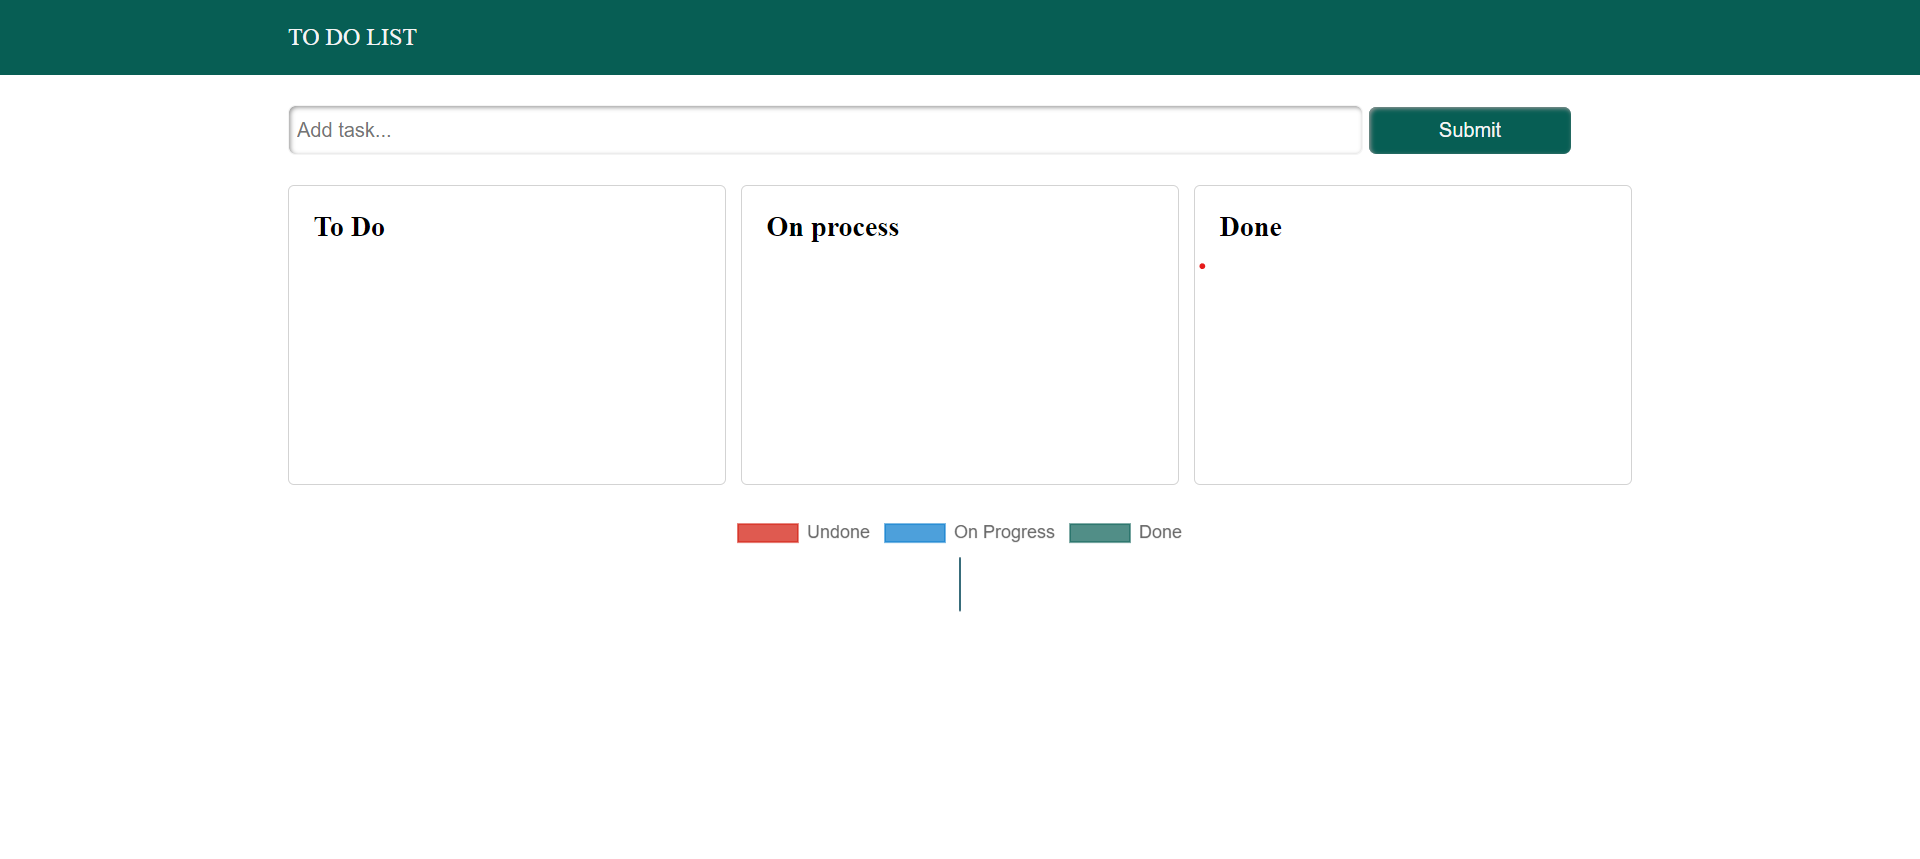 TO DO LIST
Add task...
Submit
To Do
On process
Done
Undone
On Progress
Done